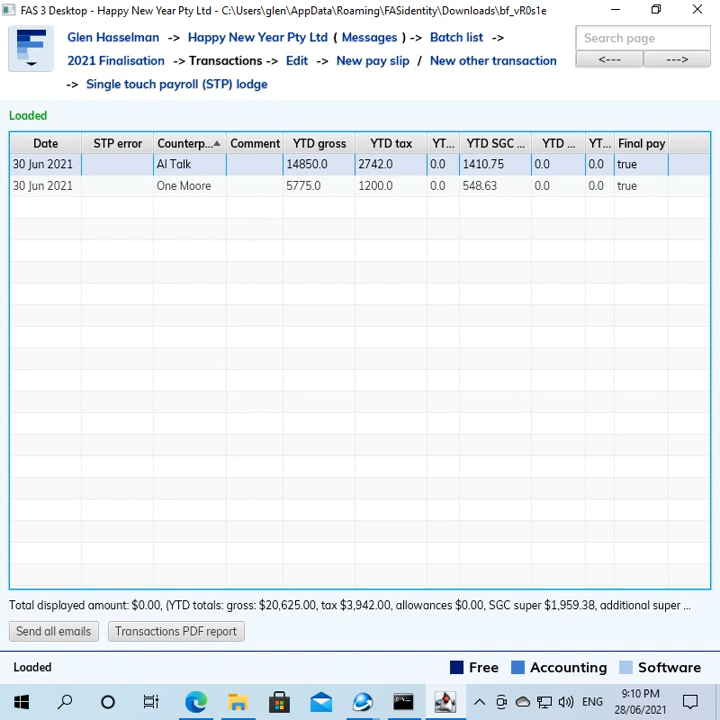 FAS 3 Desktop - Happy New Year Pty Ltd - C:\Users\glen\AppData\Roaming\FASidentity\Downloads\bf_vR0s1e
Glen Hasselman -> Happy New Year Pty Ltd ( Messages ) -> Batch list ->
2021 Finalisation -> Transactions -> Edit -> New pay slip / New other transaction
-> Single touch payroll (STP) lodge
Search page
<--- --->
Loaded
Date STP error Counterp... Comment YTD gross YTD tax YT... YTD SGC ... YTD ... YT... Final pay
30 Jun 2021 Al Talk 14850.0 2742.0 0.0 1410.75 0.0 0.0 true
30 Jun 2021 One Moore 5775.0 1200.0 0.0 548.63 0.0 0.0 true
Total displayed amount: $0.00, (YTD totals: gross: $20,625.00, tax $3,942.00, allowances $0.00, SGC super $1,959.38, additional super ...
Send all emails Transactions PDF report
Loaded Free Accounting Software
ENG 9:10 PM
28/06/2021